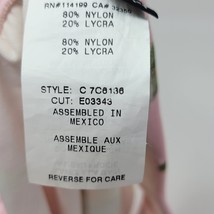 RN#114199 CA#
80% NYLON
20% LYCRA
80% NYLON
20% LYCRA
STYLE: C 7C6136
CUT: E03343
ASSEMBLED IN
MEXICO
ASSEMBLE AUX
MEXIQUE
REVERSE FOR CARE